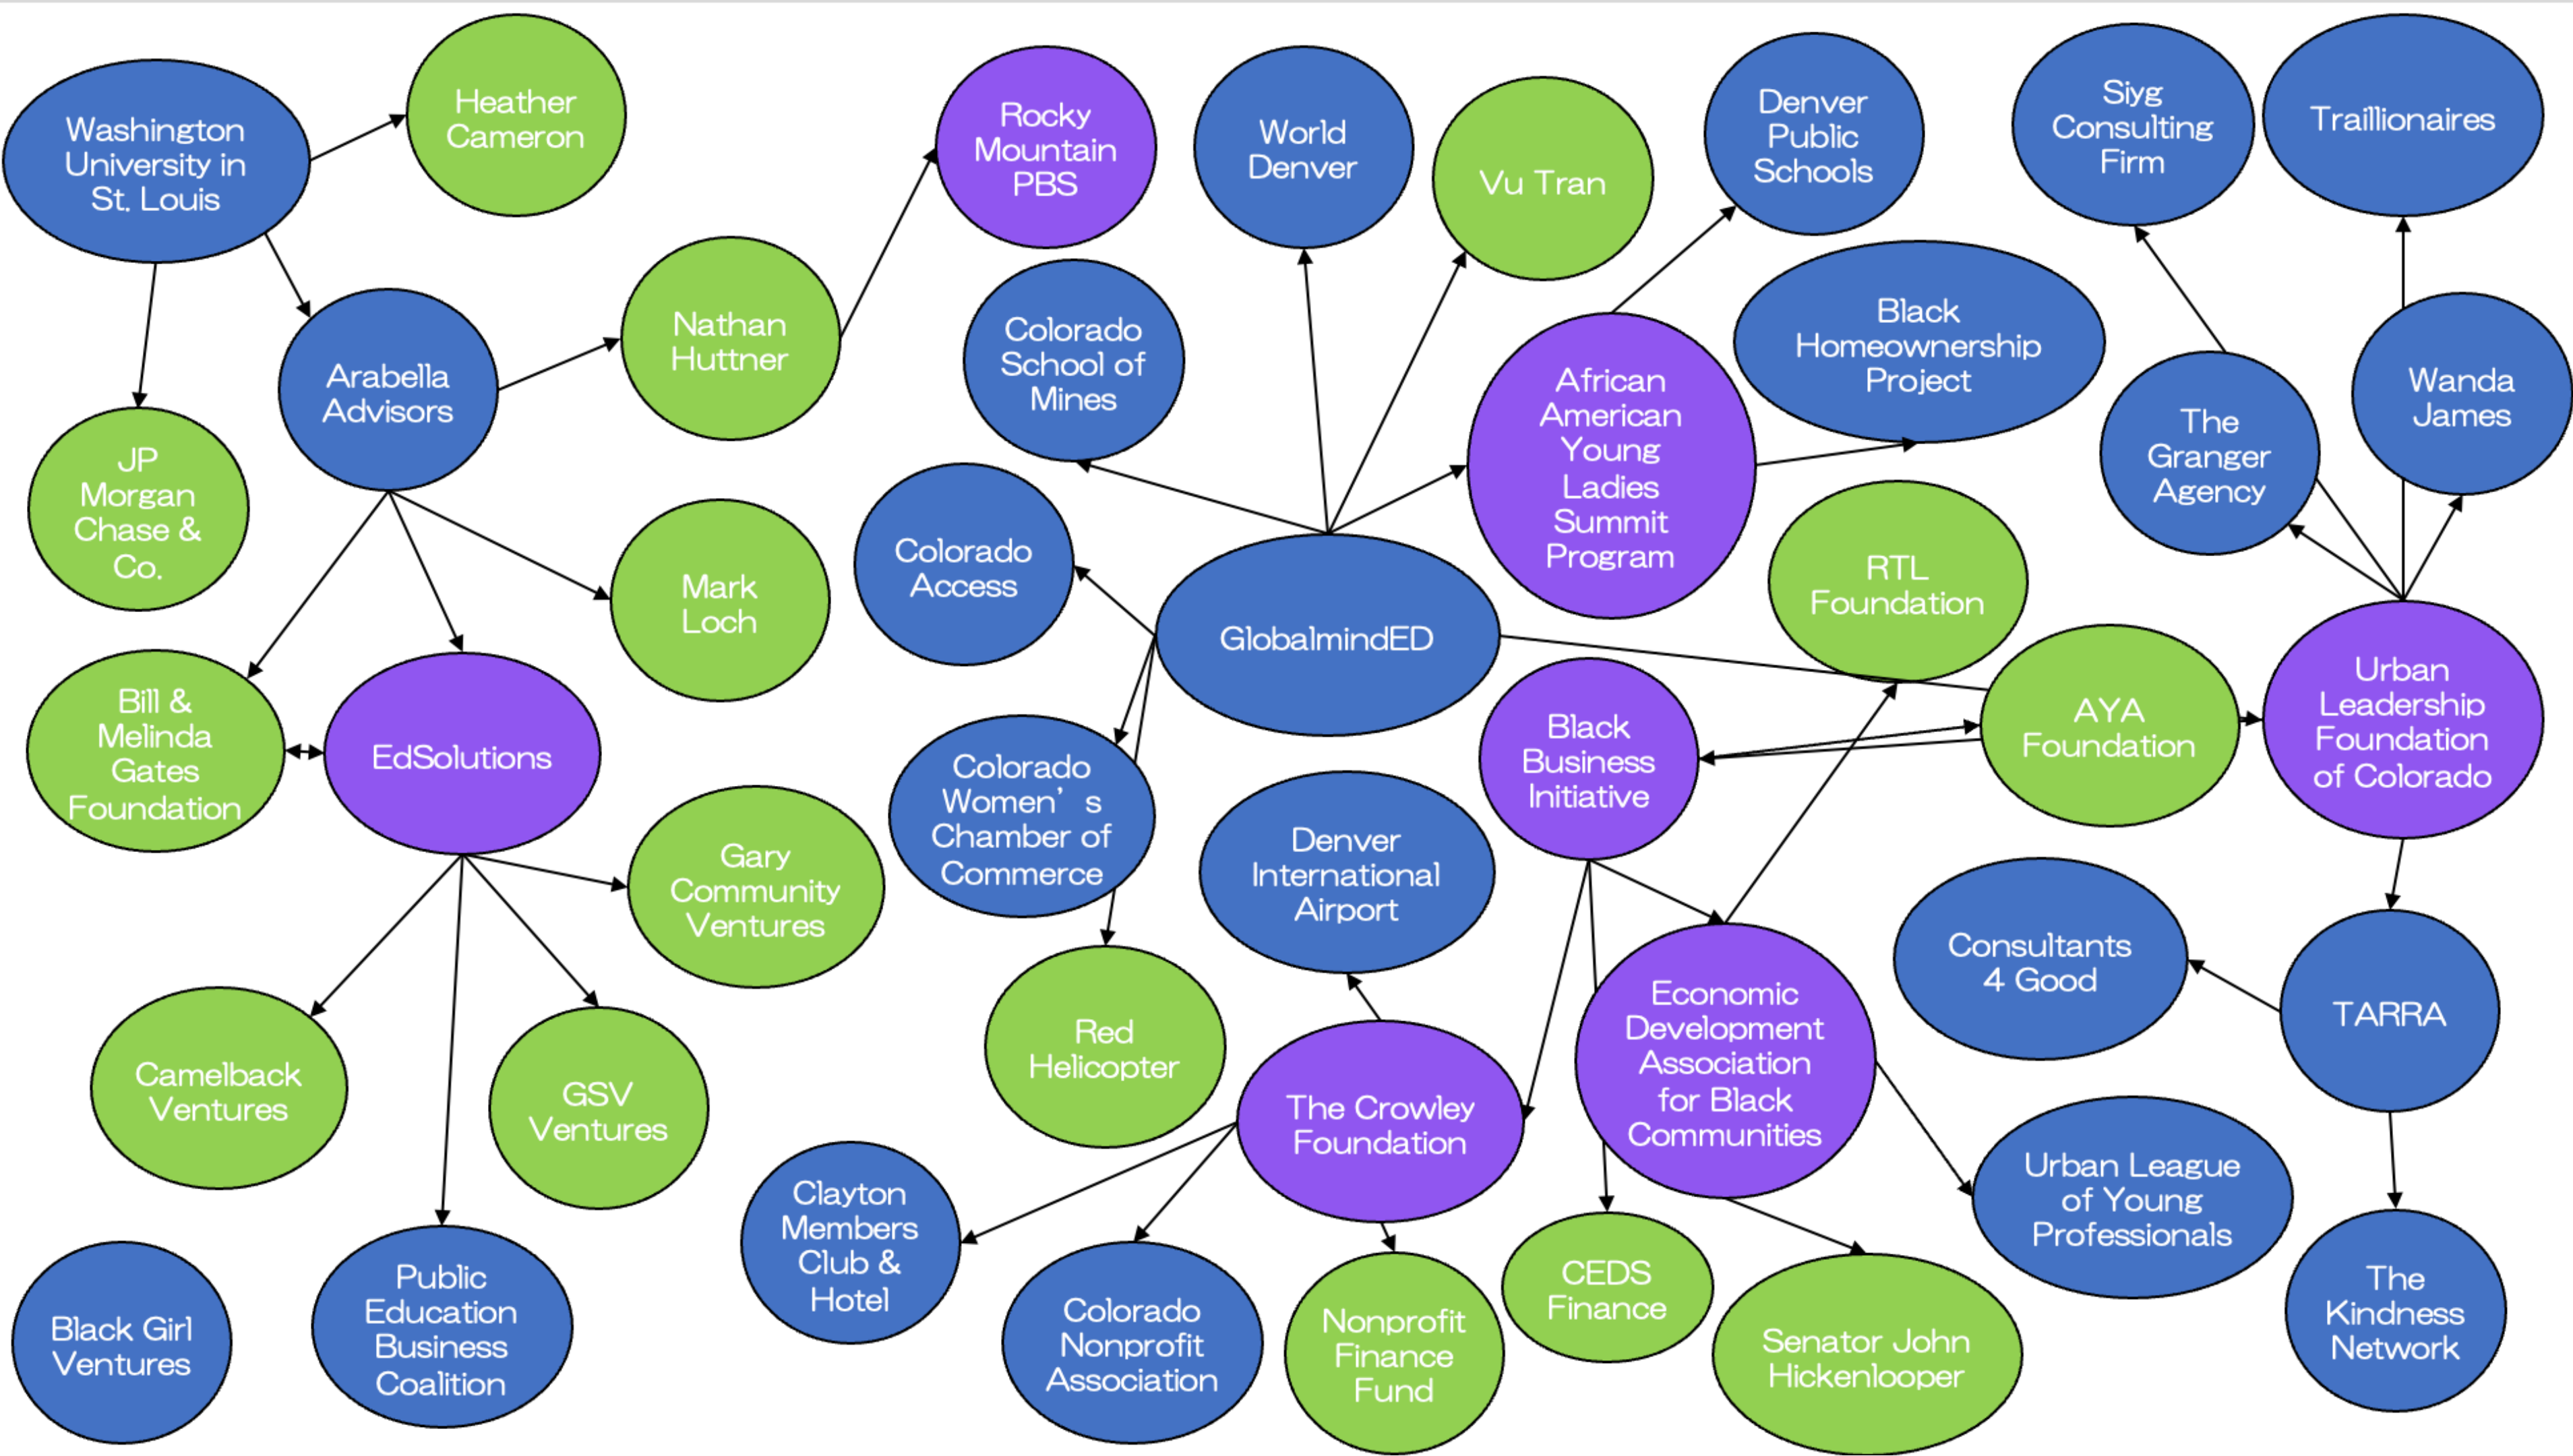 Washington
University in
St. Louis
Heather
Cameron
Rocky
Mountain
PBS
World
Denver
Vu Tran
Denver
Public
Schools
Siyg
Consulting
Firm
Traillionaires
Arabella
Advisors
Nathan
Huttner
Colorado
School of
Mines
African
American
Young
Ladies
Summit
Program
Black
Homeownership
Project
The
Granger
Agency
Wanda
James
JP
Morgan
Chase &
Co.
Mark
Loch
Colorado
Access
GlobalmindED
RTL
Foundation
Bill &
Melinda
Gates
Foundation
EdSolutions
Black
Business
Initiative
AYA
Foundation
Urban
Leadership
Foundation
of Colorado
Gary
Community
Ventures
Colorado
Women’s
Chamber of
Commerce
Denver
International
Airport
Consultants
4 Good
TARRA
Camelback
Ventures
GSV
Ventures
Red
Helicopter
The Crowley
Foundation
Economic
Development
Association
for Black
Communities
Urban League
of Young
Professionals
Black Girl
Ventures
Public
Education
Business
Coalition
Clayton
Members
Club &
Hotel
Colorado
Nonprofit
Association
Nonprofit
Finance
Fund
CEDS
Finance
Senator John
Hickenlooper
The
Kindness
Network